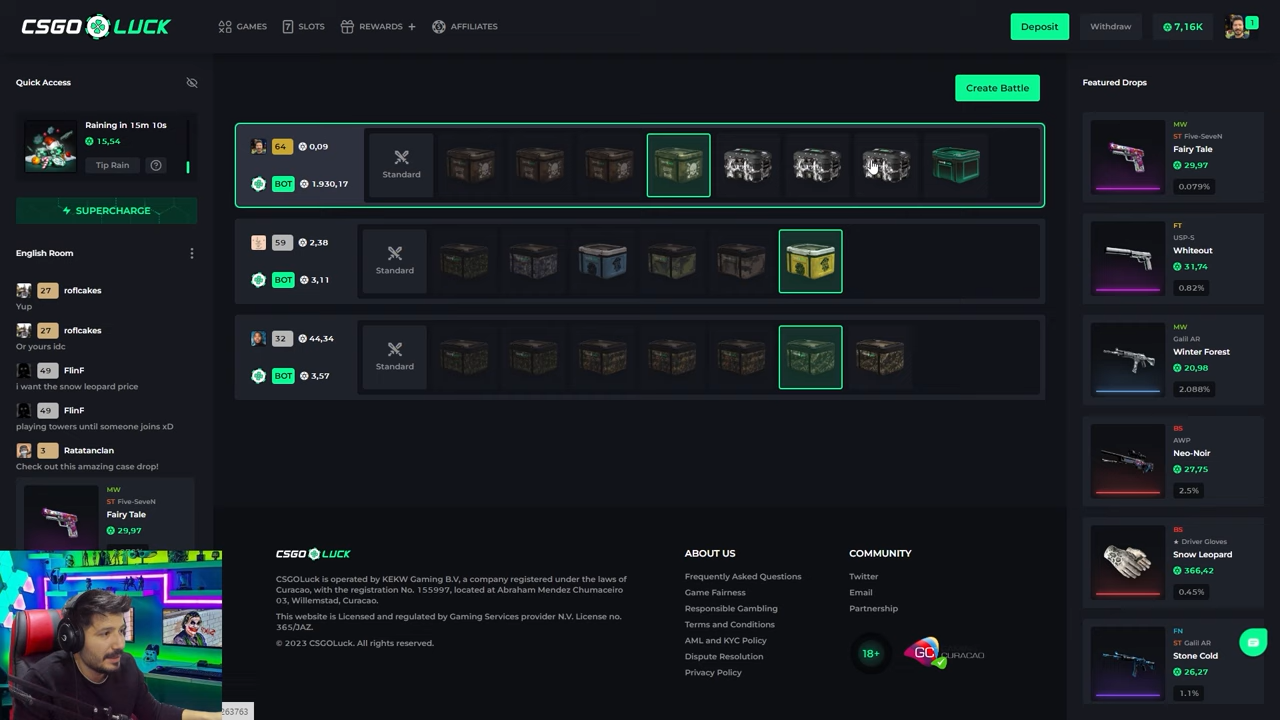 CSGO LUCK
GAMES
SLOTS
REWARDS +
AFFILIATES
Deposit
Withdraw
7,16K
1
Quick Access
Raining in 15m 10s
15,54
Tip Rain
?
SUPERCHARGE
English Room
27 roflcakes
Yup
27 roflcakes
Or yours idc
49 FlinF
i want the snow leopard price
49 FlinF
playing towers until someone joins xD
3 Ratatanclan
Check out this amazing case drop!
MW
ST Five-SeveN
Fairy Tale
29,97
263763
Create Battle
64 0,09
BOT 1.930,17
Standard
59 2,38
BOT 3,11
Standard
32 44,34
BOT 3,57
Standard
CSGO LUCK
CSGOLuck is operated by KEKW Gaming B.V, a company registered under the laws of
Curacao, with the registration No. 155997, located at Abraham Mendez Chumaceiro
03, Willemstad, Curacao.
This website is Licensed and regulated by Gaming Services provider N.V. License no.
365/JAZ.
© 2023 CSGOLuck. All rights reserved.
ABOUT US
Frequently Asked Questions
Game Fairness
Responsible Gambling
Terms and Conditions
AML and KYC Policy
Dispute Resolution
Privacy Policy
COMMUNITY
Twitter
Email
Partnership
18+
GC CURACAO
Featured Drops
MW
ST Five-SeveN
Fairy Tale
29,97
0.079%
FT
USP-S
Whiteout
31,74
0.82%
MW
Galil AR
Winter Forest
20,98
2.088%
BS
AWP
Neo-Noir
27,75
2.5%
BS
★ Driver Gloves
Snow Leopard
366,42
0.45%
FN
ST Galil AR
Stone Cold
26,27
1.1%